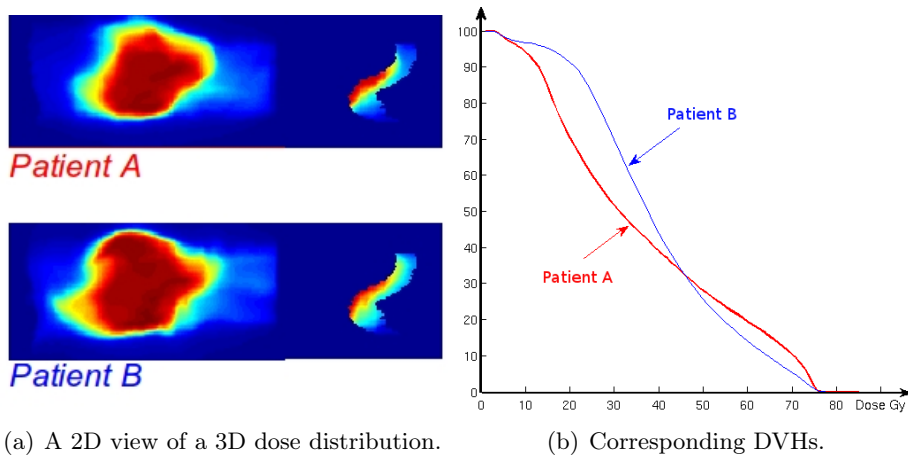 Patient A
Patient B
100
90
80
70
60
50
40
30
20
10
0
0 10 20 30 40 50 60 70 80 Dose Gy
Patient B
Patient A
(a) A 2D view of a 3D dose distribution.
(b) Corresponding DVHs.